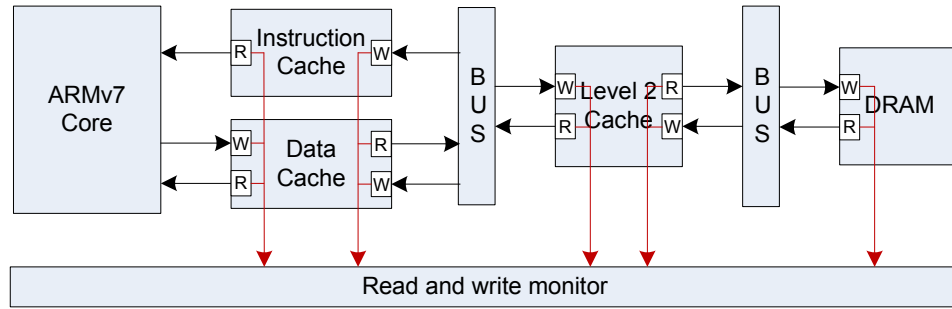 ARMv7
Core
R
Instruction
Cache
W
W
R
Data
Cache
R
W
B
U
S
W
R
Level 2
Cache
R
W
B
U
S
W
R
DRAM
Read and write monitor